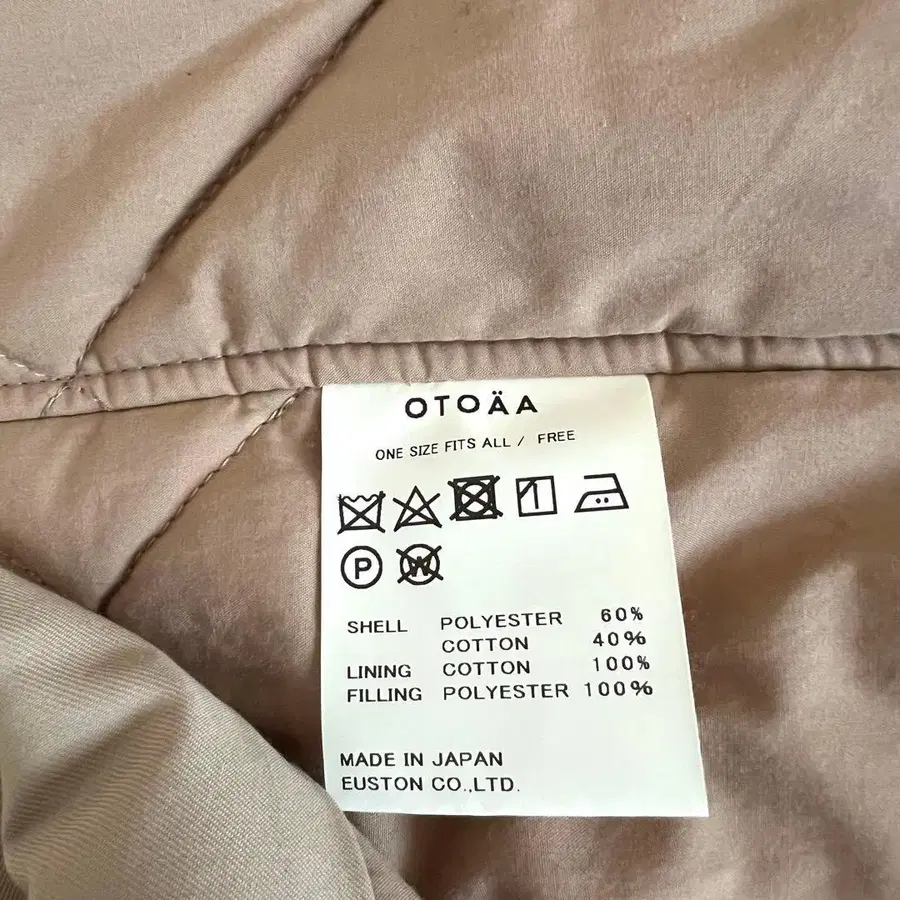 OTOÄA
ONE SIZE FITS ALL / FREE
P W
SHELL POLYESTER 60%
COTTON 40%
LINING COTTON 100%
FILLING POLYESTER 100%
MADE IN JAPAN
EUSTON CO.,LTD.